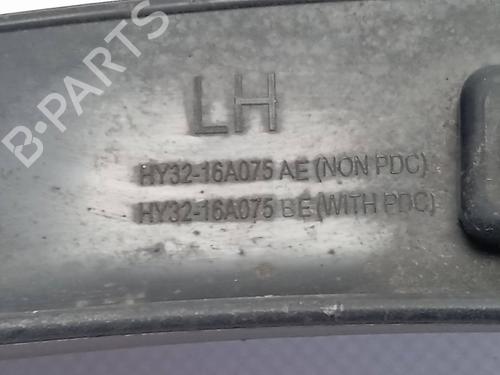 B-PARTS
LH
HY32-16A075 AE (NON PDC)
HY32-16A075 BE (WITH PDC)